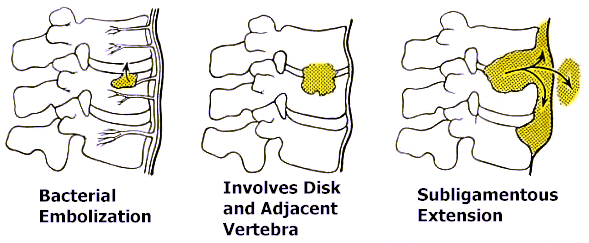 Bacterial
Embolization
Involves Disk
and Adjacent
Vertebra
Subligamentous
Extension